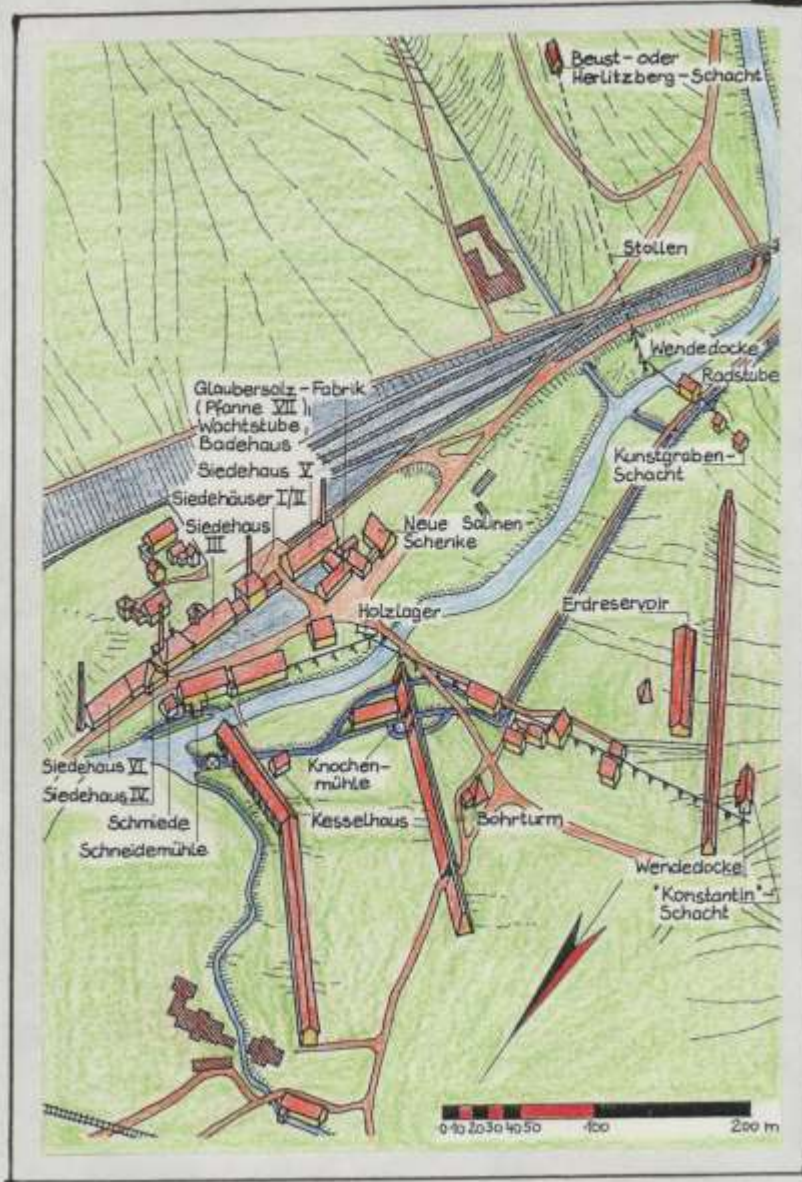 Beust- oder
Herlitzberg-Schacht
Stollen
Wendedocke
Radstube
Glaubersalz-Fabrik
(Pfanne VII),
Wachtstube,
Badehaus
Kunstgraben-
Schacht
Siedehaus V
Siedehäuser I/II
Siedehaus
III
Neue Salinen-
Schenke
Holzlager
Erdreservoir
Siedehaus VI
Siedehaus IV
Knochen-
mühle
Schmiede
Kesselhaus
Bohrturm
Schneidemühle
Wendedocke
"Konstantin"-
Schacht
0 10 20 30 40 50 100 200 m